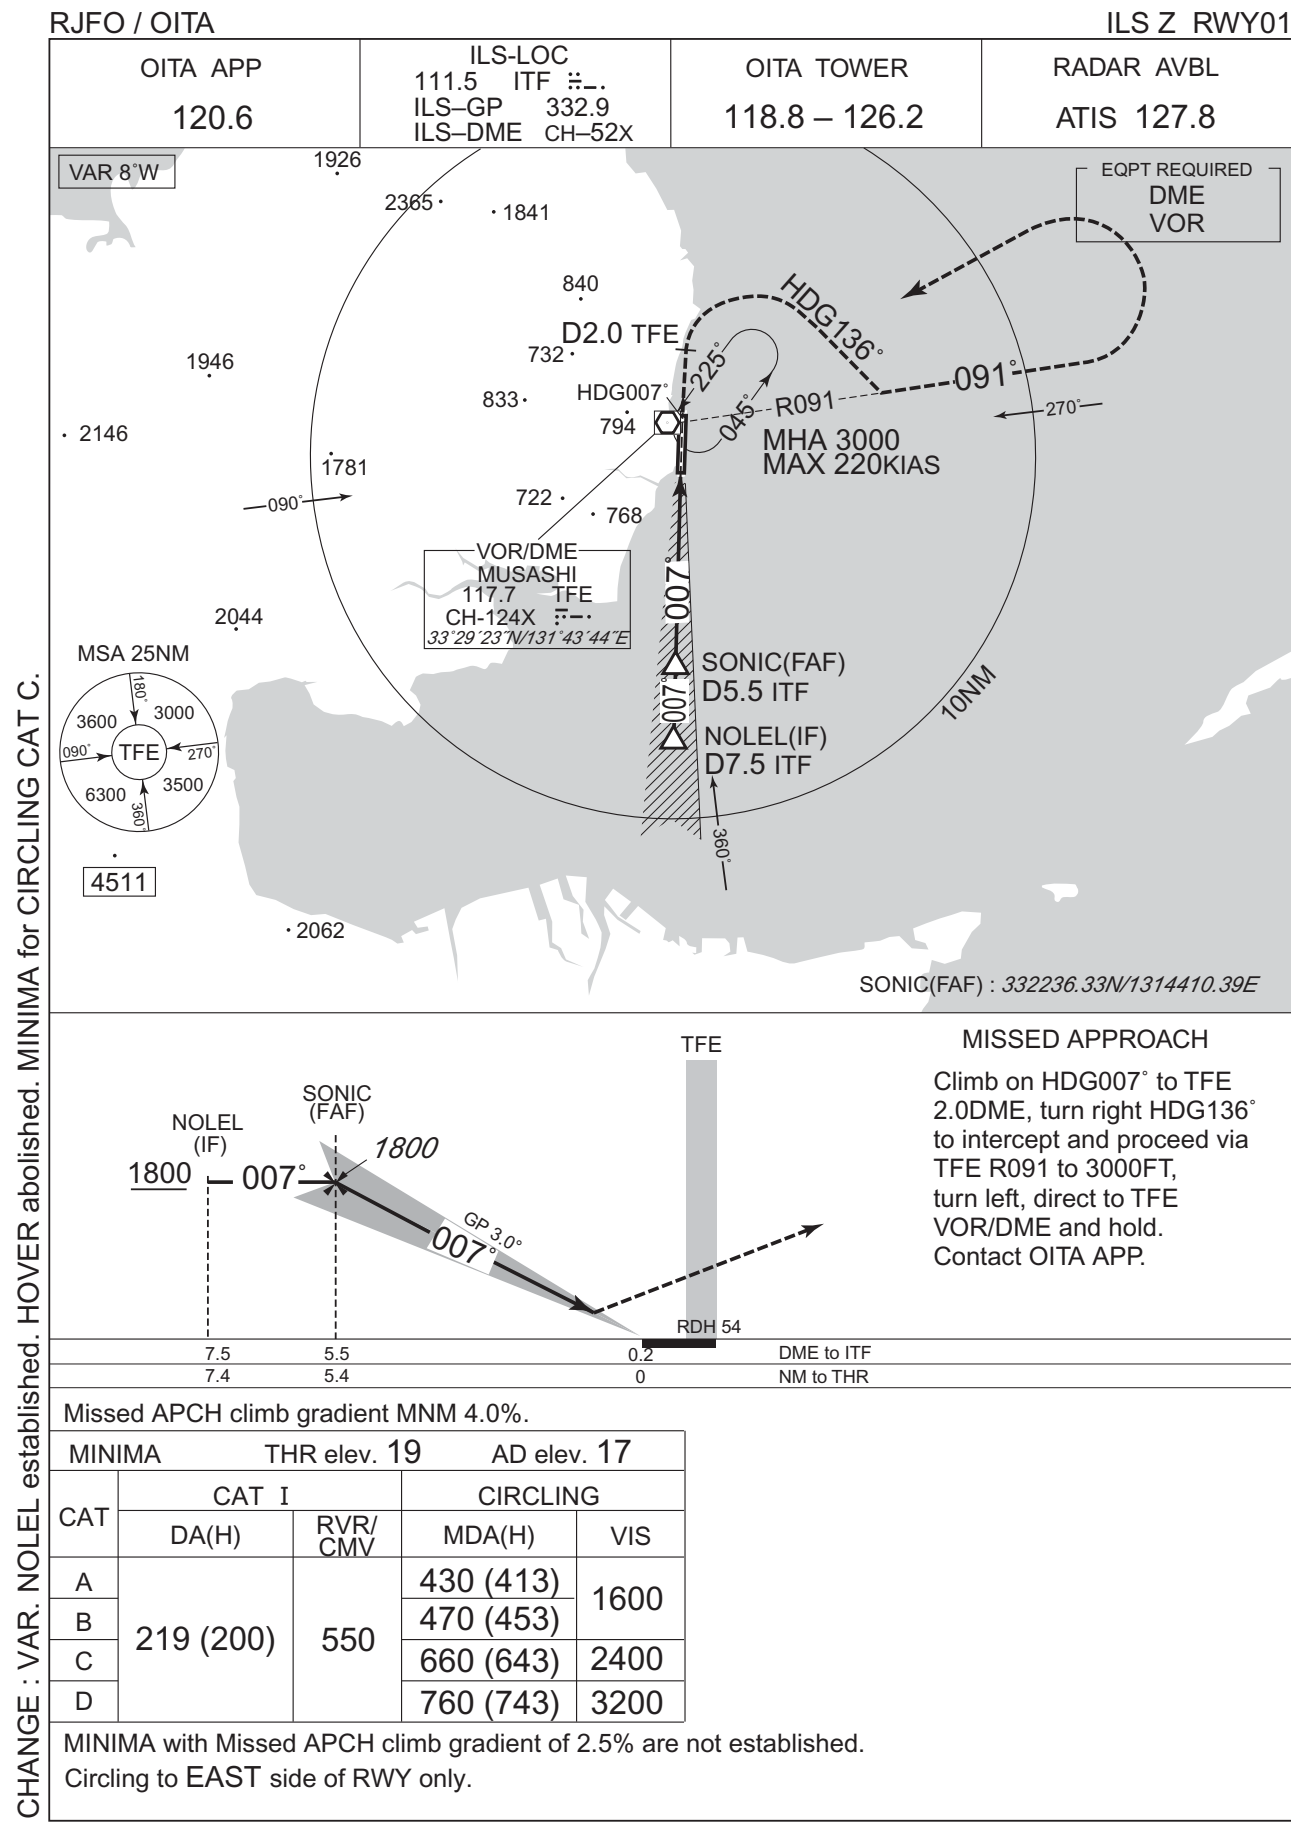 RJFO / OITA
ILS Z RWY01
OITA APP
120.6
ILS-LOC
111.5 ITF
ILS–GP 332.9
ILS–DME CH–52X
OITA TOWER
118.8 – 126.2
RADAR AVBL
ATIS 127.8
VAR 8°W
EQPT REQUIRED
DME
VOR
1926
2365
1841
840
D2.0 TFE
732
1946
833
HDG007°
794
2146
1781
722
768
090°
HDG136°
225°
045°
R091
091°
270°
MHA 3000
MAX 220KIAS
VOR/DME
MUSASHI
117.7 TFE
CH-124X
33°29´23˝N/131°43´44˝E
007°
2044
MSA 25NM
180°
3600
3000
090°
TFE
270°
6300
3500
360°
SONIC(FAF)
D5.5 ITF
007°
NOLEL(IF)
D7.5 ITF
10NM
360°
4511
2062
SONIC(FAF) : 332236.33N/1314410.39E
TFE
SONIC
(FAF)
NOLEL
(IF)
1800
1800
007°
GP 3.0°
007°
RDH 54
7.5 5.5 0.2 DME to ITF
7.4 5.4 0 NM to THR
MISSED APPROACH
Climb on HDG007° to TFE
2.0DME, turn right HDG136°
to intercept and proceed via
TFE R091 to 3000FT,
turn left, direct to TFE
VOR/DME and hold.
Contact OITA APP.
Missed APCH climb gradient MNM 4.0%.
MINIMA THR elev. 19 AD elev. 17
CAT CAT I CIRCLING
DA(H) RVR/CMV MDA(H) VIS
A 219 (200) 550 430 (413) 1600
B 470 (453)
C 660 (643) 2400
D 760 (743) 3200
MINIMA with Missed APCH climb gradient of 2.5% are not established.
Circling to EAST side of RWY only.
CHANGE : VAR. NOLEL established. HOVER abolished. MINIMA for CIRCLING CAT C.